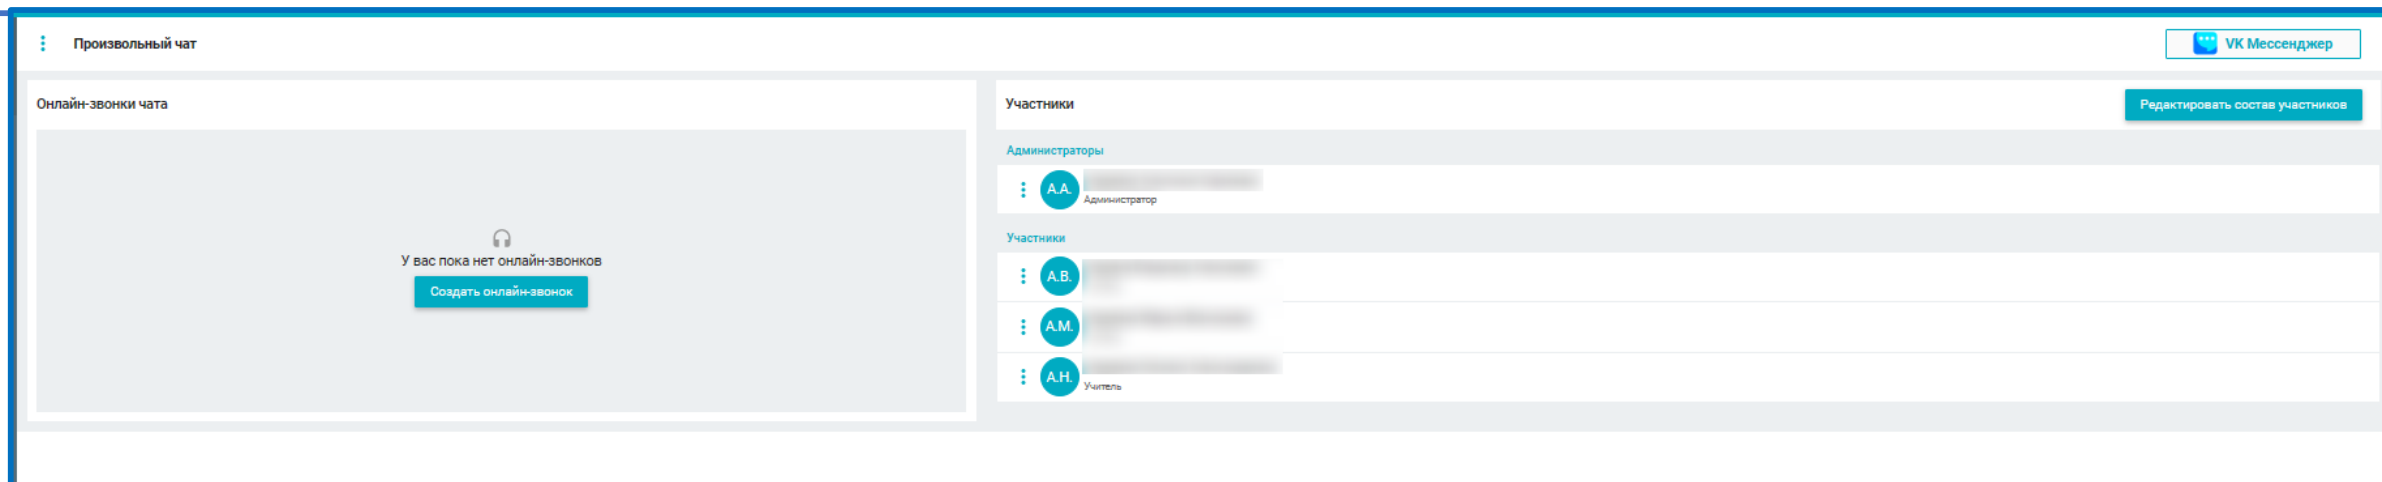 Произвольный чат
VK Мессенджер
Онлайн-звонки чата
У вас пока нет онлайн-звонков
Создать онлайн-звонок
Участники
Редактировать состав участников
Администраторы
А.А.
Администратор
Участники
А.В.
А.М.
А.Н.
Учитель